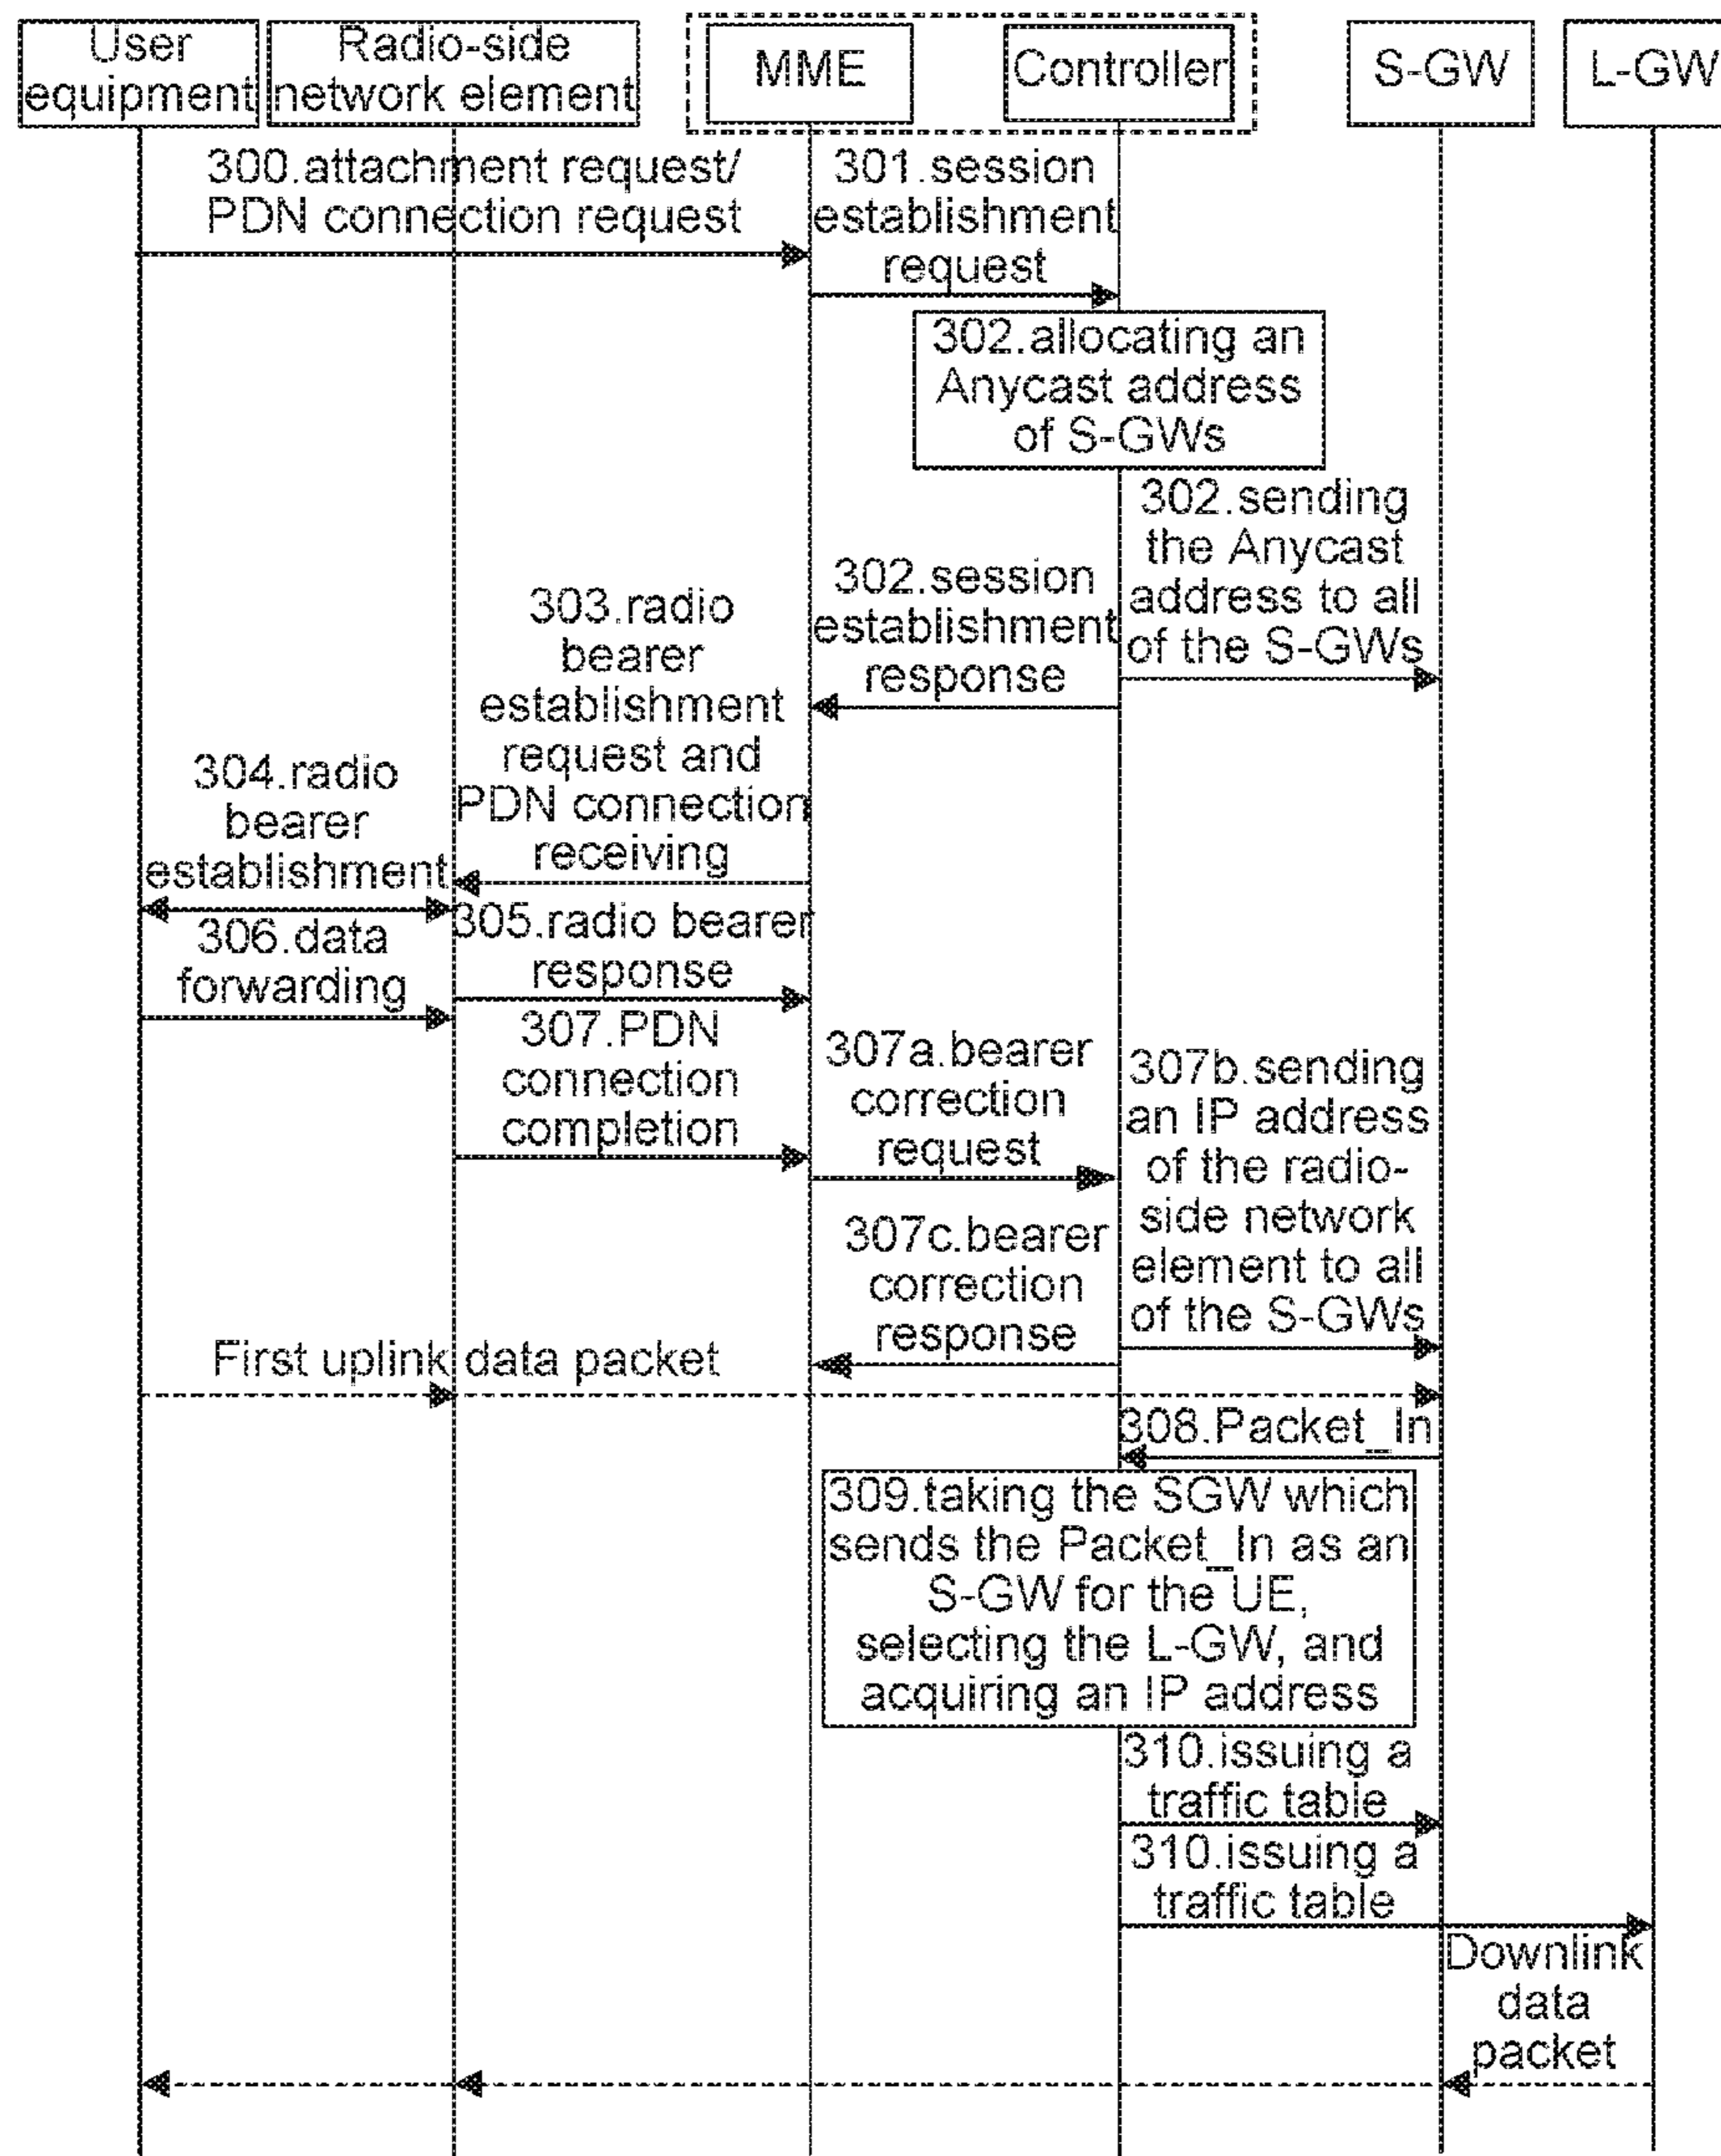 User
equipment
Radio-side
network element
MME
Controller
S-GW
L-GW
300.attachment request/
PDN connection request
301.session
establishment
request
302.allocating an
Anycast address
of S-GWs
302.sending
the Anycast
address to all
of the S-GWs
302.session
establishment
response
303.radio
bearer
establishment
request and
PDN connection
receiving
304.radio
bearer
establishment
305.radio bearer
response
306.data
forwarding
307.PDN
connection
completion
307a.bearer
correction
request
307b.sending
an IP address
of the radio-
side network
element to all
of the S-GWs
307c.bearer
correction
response
First uplink data packet
308.Packet_In
309.taking the SGW which
sends the Packet_In as an
S-GW for the UE,
selecting the L-GW, and
acquiring an IP address
310.issuing a
traffic table
310.issuing a
traffic table
Downlink
data
packet